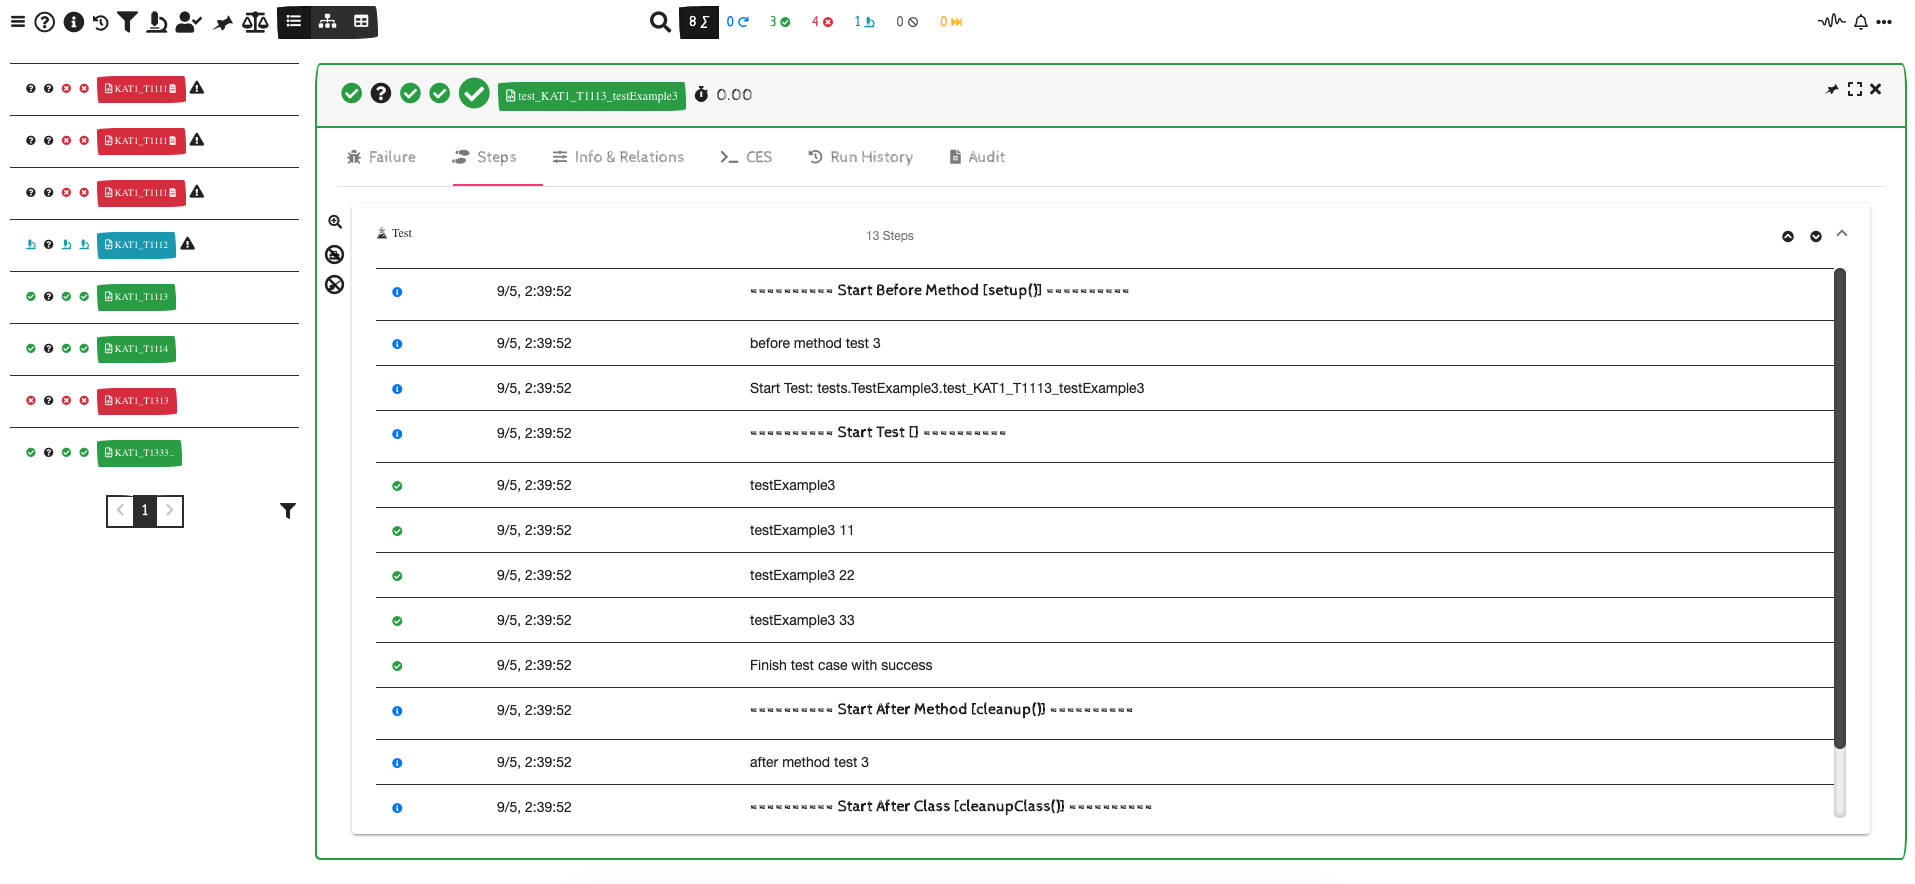 8 Σ 0 3 4 1 0 0
KAT1_T1111
KAT1_T1111
KAT1_T1111
KAT1_T1112
KAT1_T1113
KAT1_T1114
KAT1_T1313
KAT1_T1333..
1
test_KAT1_T1113_testExample3 0.00
Failure Steps Info & Relations CES Run History Audit
Test 13 Steps
9/5, 2:39:52 ========== Start Before Method [setup()] ==========
9/5, 2:39:52 before method test 3
9/5, 2:39:52 Start Test: tests.TestExample3.test_KAT1_T1113_testExample3
9/5, 2:39:52 ========== Start Test [] ==========
9/5, 2:39:52 testExample3
9/5, 2:39:52 testExample3 11
9/5, 2:39:52 testExample3 22
9/5, 2:39:52 testExample3 33
9/5, 2:39:52 Finish test case with success
9/5, 2:39:52 ========== Start After Method [cleanup()] ==========
9/5, 2:39:52 after method test 3
9/5, 2:39:52 ========== Start After Class [cleanupClass()] ==========